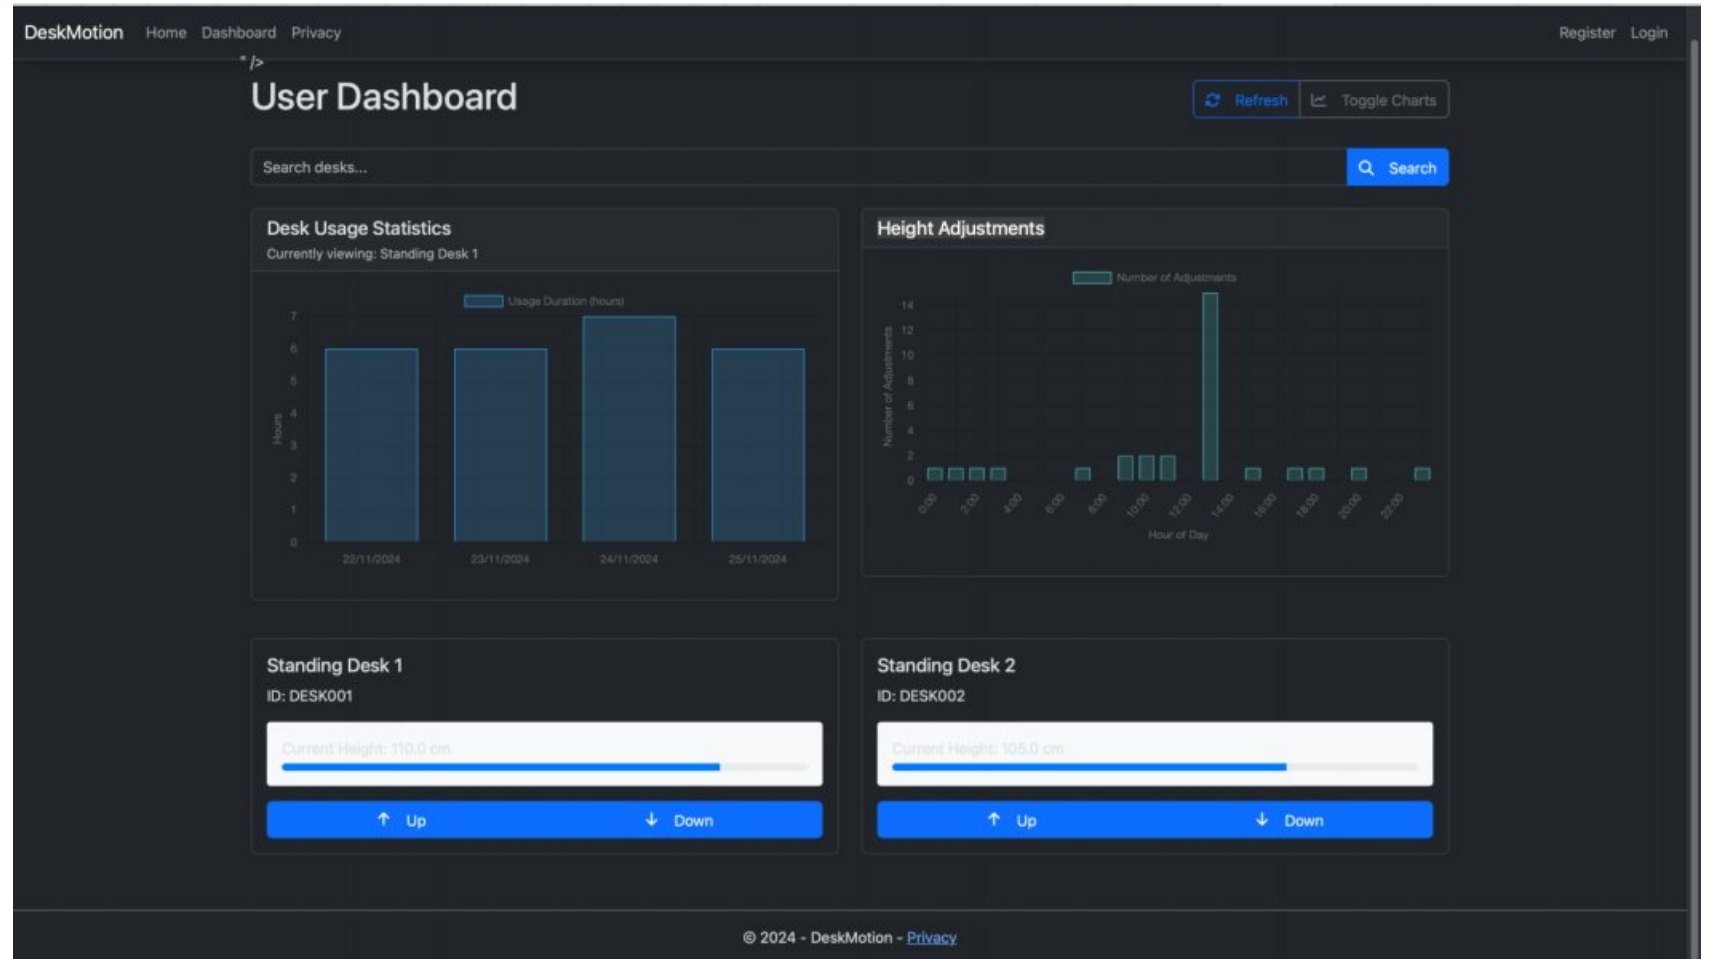 DeskMotion Home Dashboard Privacy Register Login
" />
User Dashboard
Refresh Toggle Charts
Search desks... Search
Desk Usage Statistics
Currently viewing: Standing Desk 1
Usage Duration (hours)
7
6
5
4
3
2
1
0
Hours
22/11/2024 23/11/2024 24/11/2024 25/11/2024
Height Adjustments
Number of Adjustments
14
12
10
8
6
4
2
0
Number of Adjustments
0:00 2:00 4:00 6:00 8:00 10:00 12:00 14:00 16:00 18:00 20:00 22:00
Hour of Day
Standing Desk 1
ID: DESK001
Current Height: 110.0 cm
Up Down
Standing Desk 2
ID: DESK002
Current Height: 105.0 cm
Up Down
© 2024 - DeskMotion - Privacy